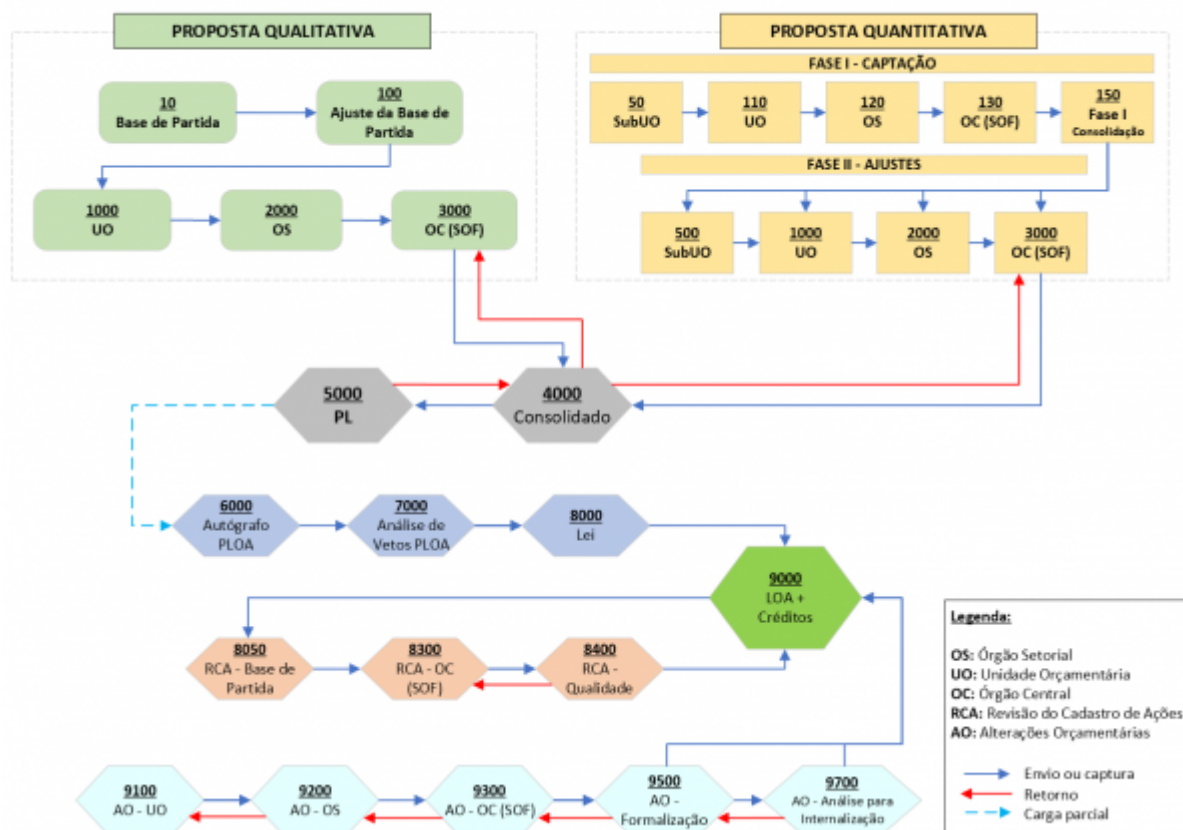 PROPOSTA QUALITATIVA
10
Base de Partida
100
Ajuste da Base de
Partida
1000
UO
2000
OS
3000
OC (SOF)
PROPOSTA QUANTITATIVA
FASE I - CAPTAÇÃO
50
SubUO
110
UO
120
OS
130
OC (SOF)
150
Fase I
Consolidação
FASE II - AJUSTES
500
SubUO
1000
UO
2000
OS
3000
OC (SOF)
5000
PL
4000
Consolidado
6000
Autógrafo
PLOA
7000
Análise de
Vetos PLOA
8000
Lei
9000
LOA +
Créditos
8050
RCA - Base de
Partida
8300
RCA - OC
(SOF)
8400
RCA -
Qualidade
9100
AO - UO
9200
AO - OS
9300
AO - OC (SOF)
9500
AO -
Formalização
9700
AO - Análise para
Internalização
Legenda:
OS: Órgão Setorial
UO: Unidade Orçamentária
OC: Órgão Central
RCA: Revisão do Cadastro de Ações
AO: Alterações Orçamentárias
Envio ou captura
Retorno
Carga parcial